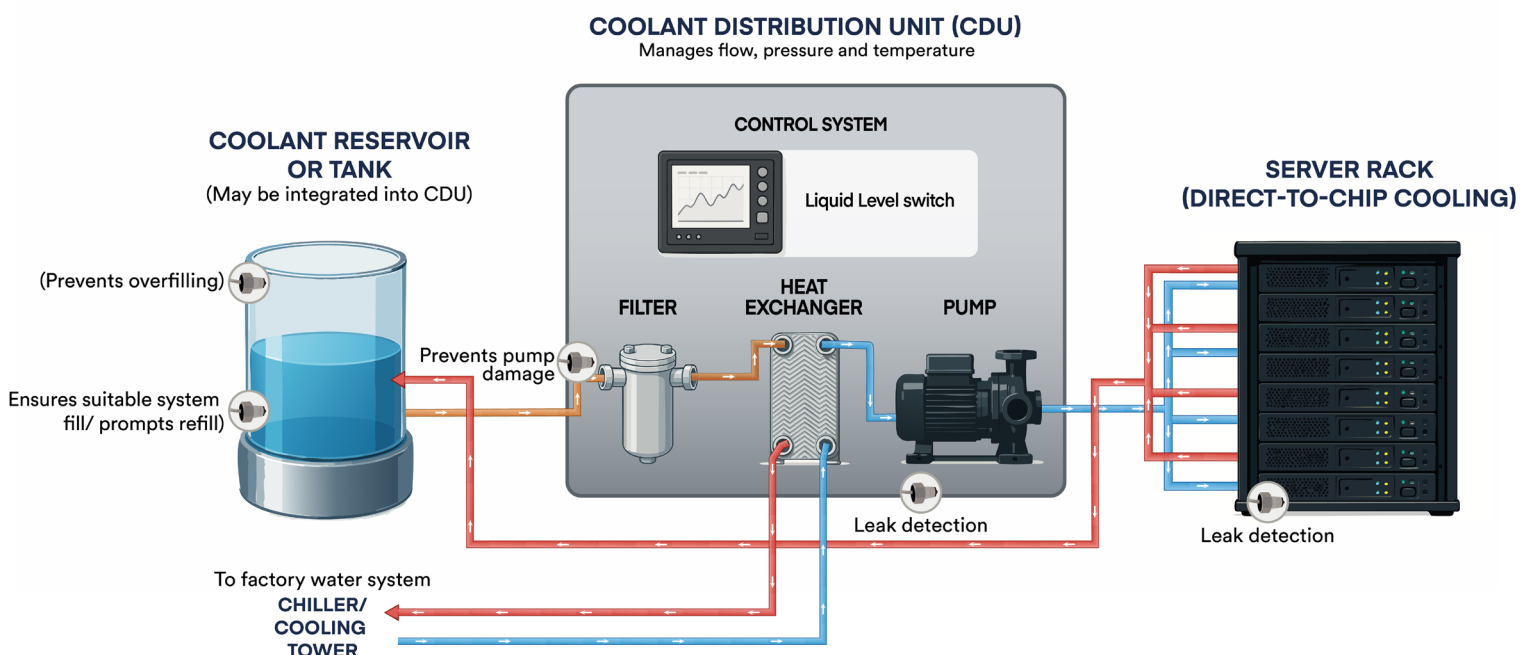 COOLANT DISTRIBUTION UNIT (CDU)
Manages flow, pressure and temperature
CONTROL SYSTEM
Liquid Level switch
COOLANT RESERVOIR
OR TANK
(May be integrated into CDU)
SERVER RACK
(DIRECT-TO-CHIP COOLING)
(Prevents overfilling)
FILTER
HEAT
EXCHANGER
PUMP
Prevents pump
damage
Ensures suitable system
fill/ prompts refill)
Leak detection
Leak detection
To factory water system
CHILLER/
COOLING
TOWER